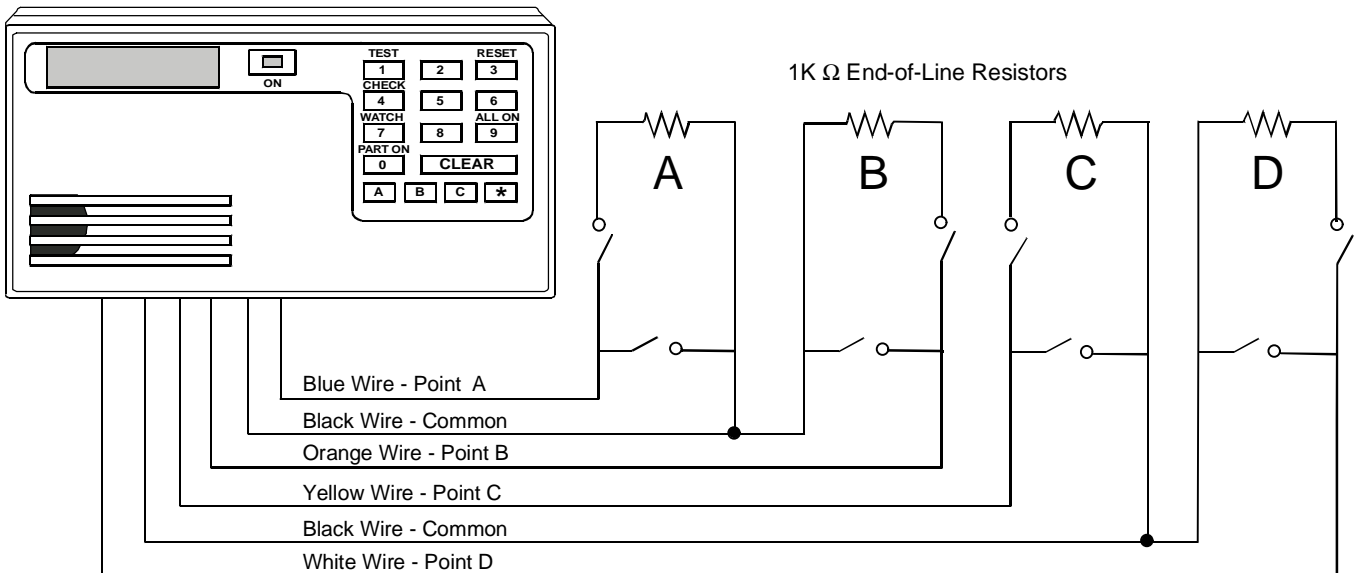 TEST RESET
1 2 3
ON
CHECK
4 5 6
WATCH ALL ON
7 8 9
PART ON
0 CLEAR
A B C *
1K Ω End-of-Line Resistors
A B C D
Blue Wire - Point A
Black Wire - Common
Orange Wire - Point B
Yellow Wire - Point C
Black Wire - Common
White Wire - Point D